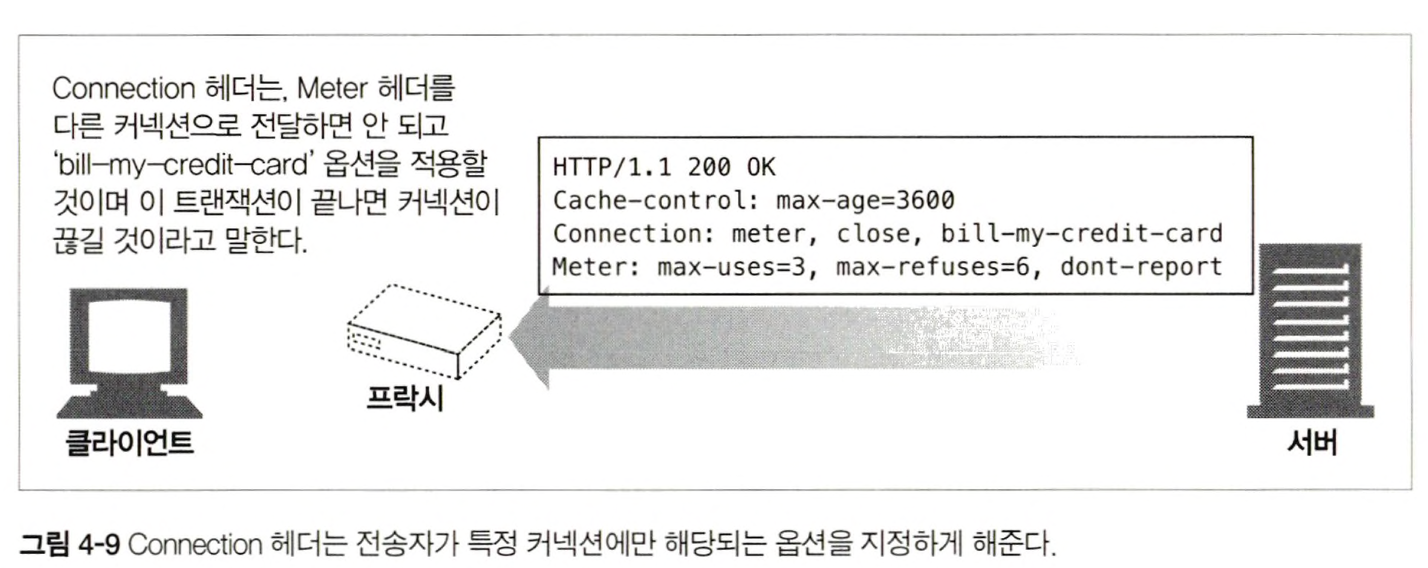 Connection 헤더는, Meter 헤더를
다른 커넥션으로 전달하면 안 되고
‘bill–my–credit–card’ 옵션을 적용할
것이며 이 트랜잭션이 끝나면 커넥션이
끊길 것이라고 말한다.
HTTP/1.1 200 OK
Cache-control: max-age=3600
Connection: meter, close, bill-my-credit-card
Meter: max-uses=3, max-refuses=6, dont-report
프락시
클라이언트
서버
그림 4-9 Connection 헤더는 전송자가 특정 커넥션에만 해당되는 옵션을 지정하게 해준다.